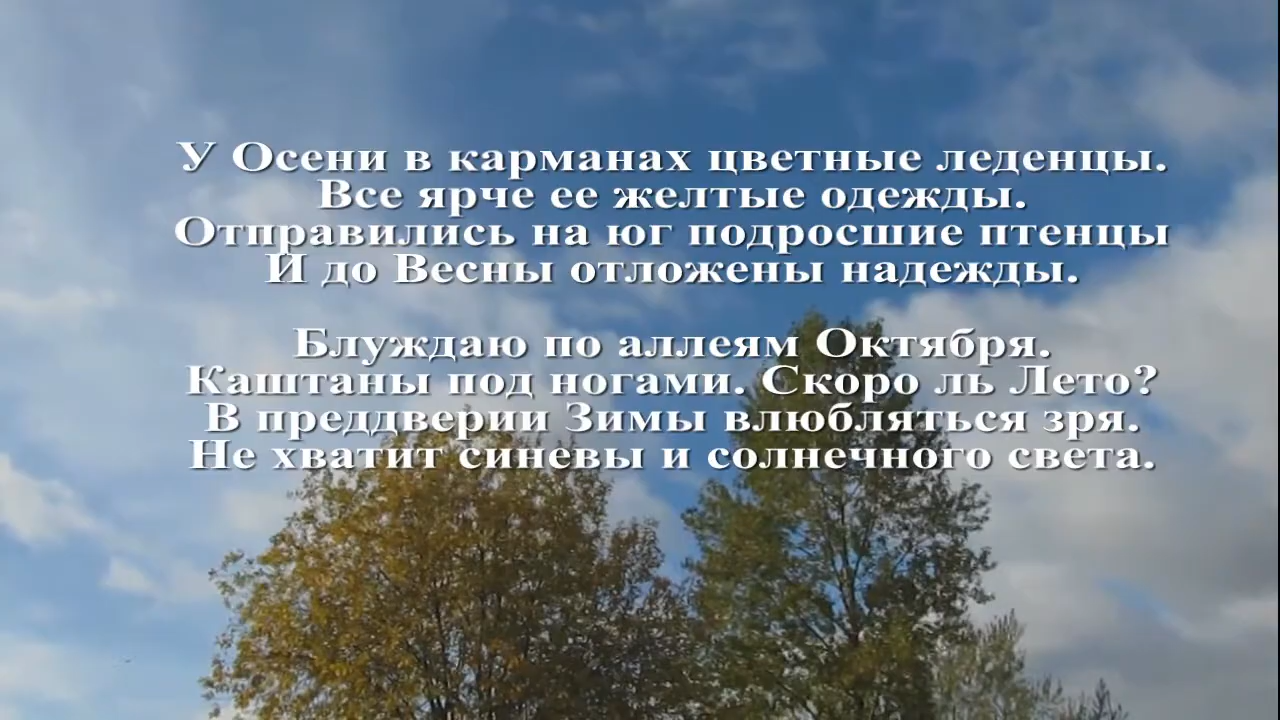 У Осени в карманах цветные леденцы.
Все ярче ее желтые одежды.
Отправились на юг подросшие птенцы
И до Весны отложены надежды.
Блуждаю по аллеям Октября.
Каштаны под ногами. Скоро ль Лето?
В преддверии Зимы влюбляться зря.
Не хватит синевы и солнечного света.